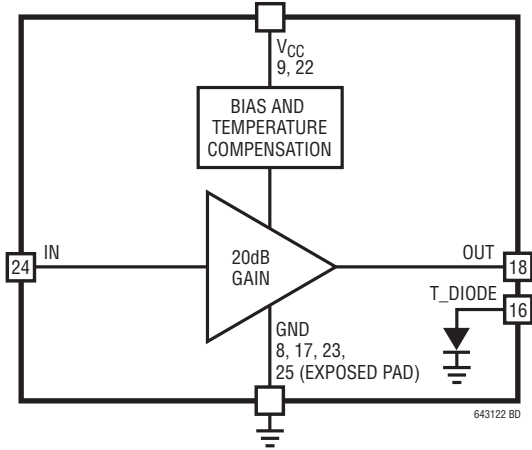 VCC
9, 22
BIAS AND
TEMPERATURE
COMPENSATION
24
IN
20dB
GAIN
OUT
18
T_DIODE
16
GND
8, 17, 23,
25 (EXPOSED PAD)
643122 BD